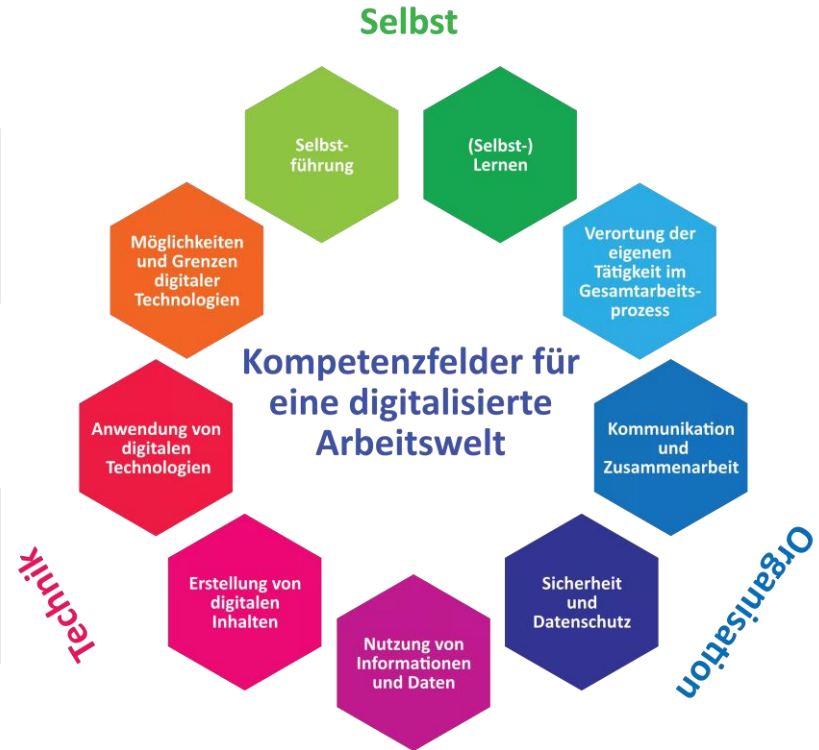 Selbst
Selbst-
führung
(Selbst-)
Lernen
Möglichkeiten
und Grenzen
digitaler
Technologien
Verortung der
eigenen
Tätigkeit im
Gesamtarbeits-
prozess
Kompetenzfelder für
eine digitalisierte
Arbeitswelt
Anwendung von
digitalen
Technologien
Kommunikation
und
Zusammenarbeit
Technik
Erstellung von
digitalen
Inhalten
Sicherheit
und
Datenschutz
Organisation
Nutzung von
Informationen
und Daten